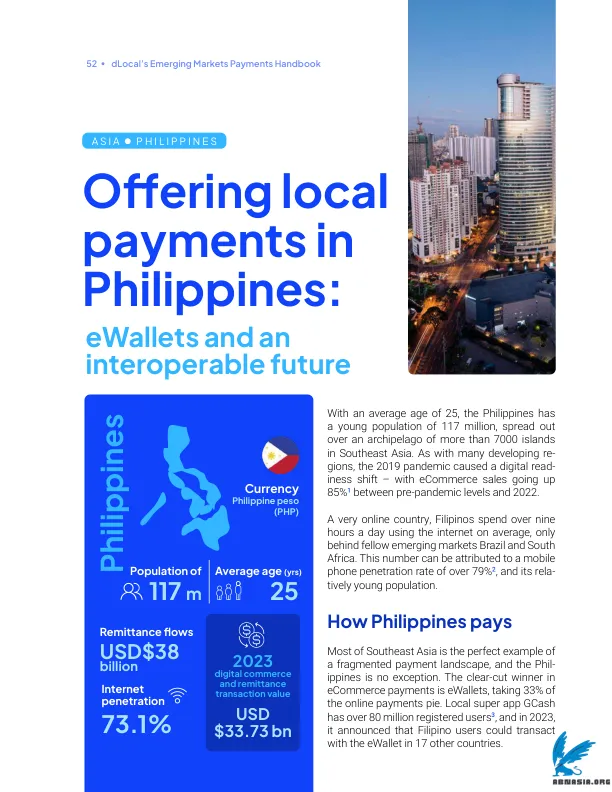 52 • dLocal's Emerging Markets Payments Handbook
ASIA ● PHILIPPINES
Offering local
payments in
Philippines:
eWallets and an
interoperable future
Philippines
Currency
Philippine peso
(PHP)
Population of
117 m
Average age (yrs)
25
Remittance flows
USD$38
billion
Internet
penetration
73.1%
2023
digital commerce
and remittance
transaction value
USD
$33.73 bn
With an average age of 25, the Philippines has
a young population of 117 million, spread out
over an archipelago of more than 7000 islands
in Southeast Asia. As with many developing re-
gions, the 2019 pandemic caused a digital read-
iness shift – with eCommerce sales going up
85%¹ between pre-pandemic levels and 2022.
A very online country, Filipinos spend over nine
hours a day using the internet on average, only
behind fellow emerging markets Brazil and South
Africa. This number can be attributed to a mobile
phone penetration rate of over 79%², and its rela-
tively young population.
How Philippines pays
Most of Southeast Asia is the perfect example of
a fragmented payment landscape, and the Phil-
ippines is no exception. The clear-cut winner in
eCommerce payments is eWallets, taking 33% of
the online payments pie. Local super app GCash
has over 80 million registered users³, and in 2023,
it announced that Filipino users could transact
with the eWallet in 17 other countries.
ABNASIA.ORG